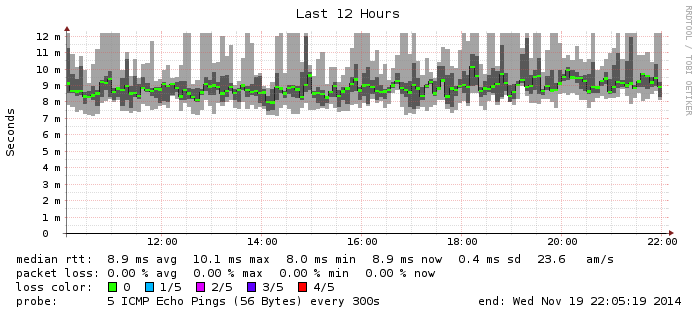 Last 12 Hours
RRDTOOL / TOBI OETIKER
Seconds
12 m
11 m
10 m
9 m
8 m
7 m
6 m
5 m
4 m
3 m
2 m
1 m
0
12:00 14:00 16:00 18:00 20:00 22:00
median rtt: 8.9 ms avg 10.1 ms max 8.0 ms min 8.9 ms now 0.4 ms sd 23.6 am/s
packet loss: 0.00 % avg 0.00 % max 0.00 % min 0.00 % now
loss color: 0 1/5 2/5 3/5 4/5
probe: 5 ICMP Echo Pings (56 Bytes) every 300s end: Wed Nov 19 22:05:19 2014